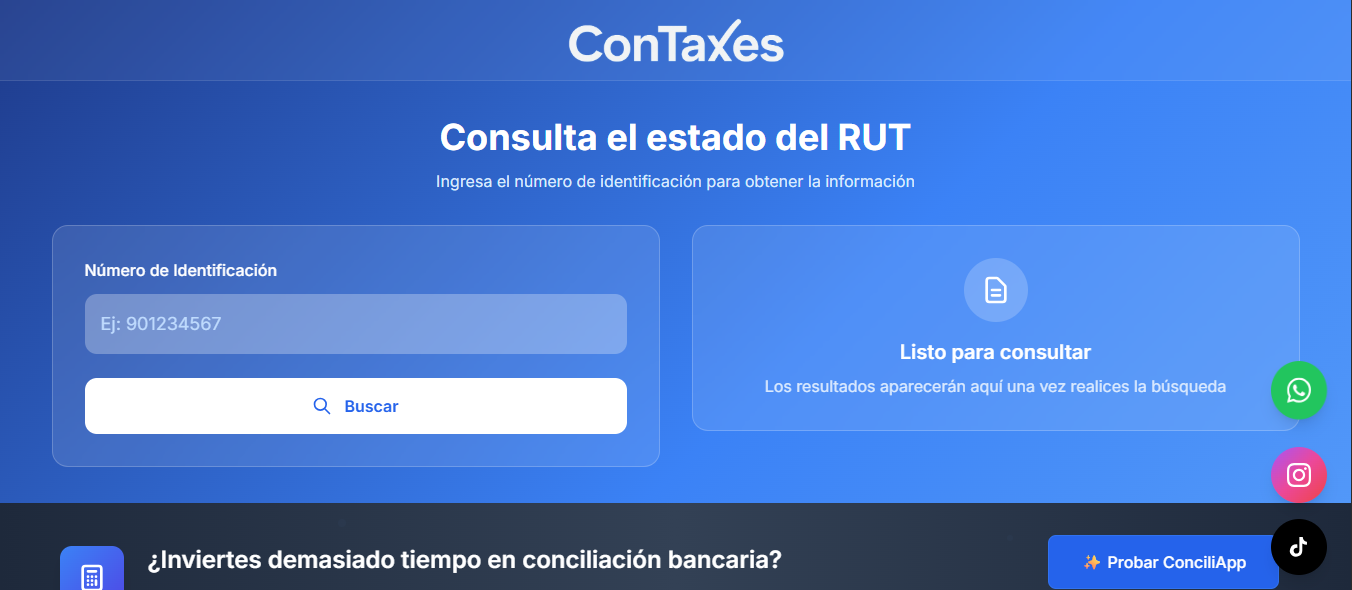 ConTaxes
Consulta el estado del RUT
Ingresa el número de identificación para obtener la información
Número de Identificación
Ej: 901234567
Buscar
Listo para consultar
Los resultados aparecerán aquí una vez realices la búsqueda
¿Inviertes demasiado tiempo en conciliación bancaria?
✨ Probar ConciliApp